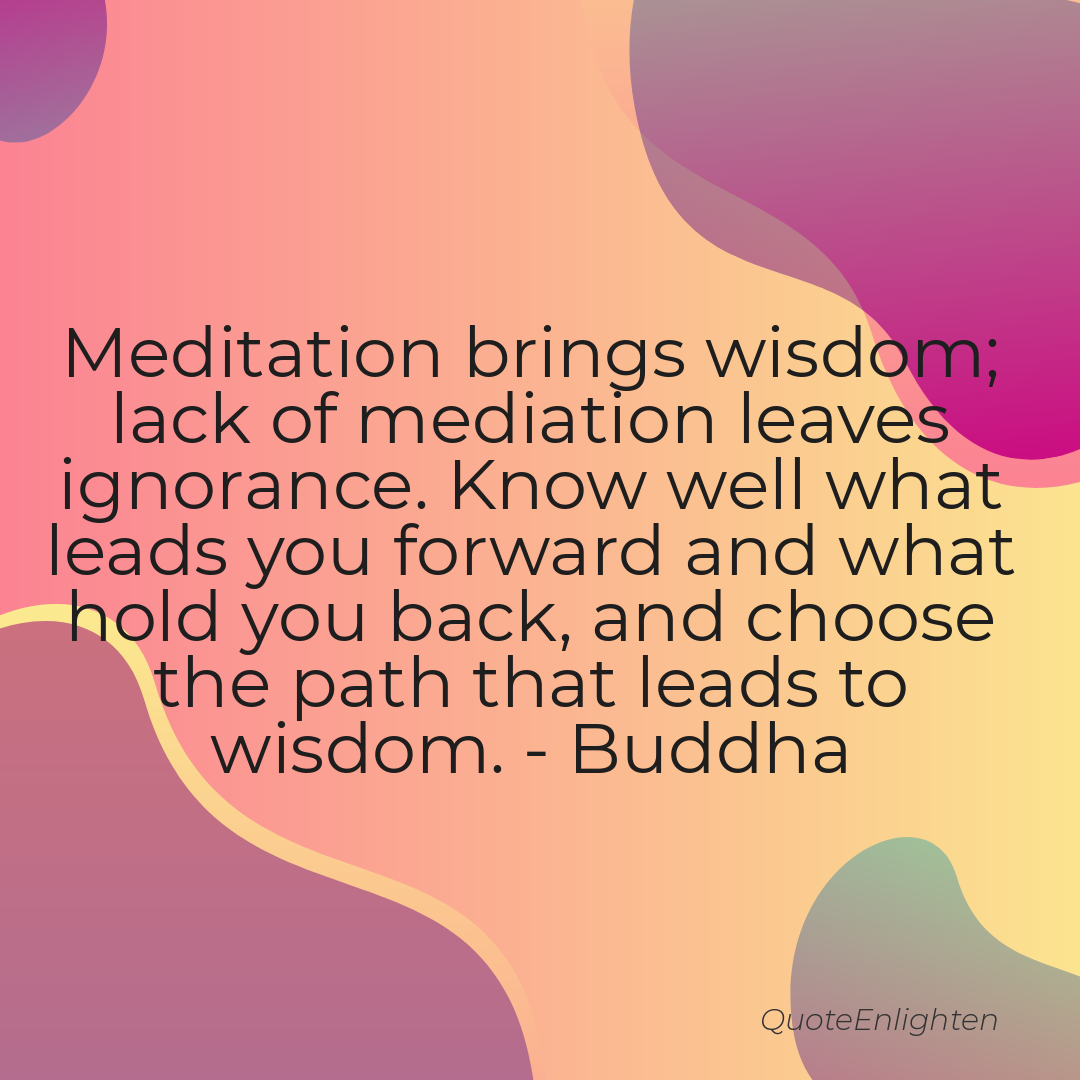 Meditation brings wisdom;
lack of mediation leaves
ignorance. Know well what
leads you forward and what
hold you back, and choose
the path that leads to
wisdom. - Buddha
QuoteEnlighten